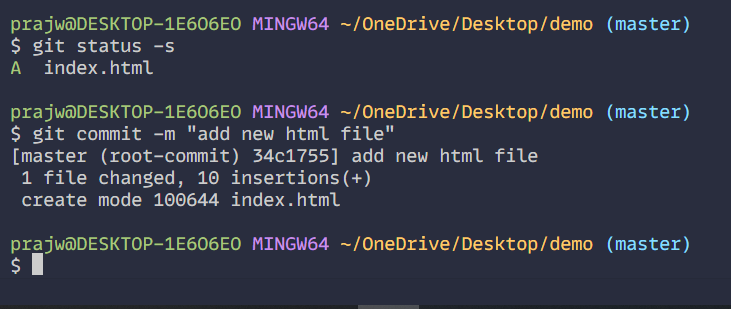 prajw@DESKTOP-1E6O6EO MINGW64 ~/OneDrive/Desktop/demo (master)
$ git status -s
A  index.html
prajw@DESKTOP-1E6O6EO MINGW64 ~/OneDrive/Desktop/demo (master)
$ git commit -m "add new html file"
[master (root-commit) 34c1755] add new html file
 1 file changed, 10 insertions(+)
 create mode 100644 index.html
prajw@DESKTOP-1E6O6EO MINGW64 ~/OneDrive/Desktop/demo (master)
$